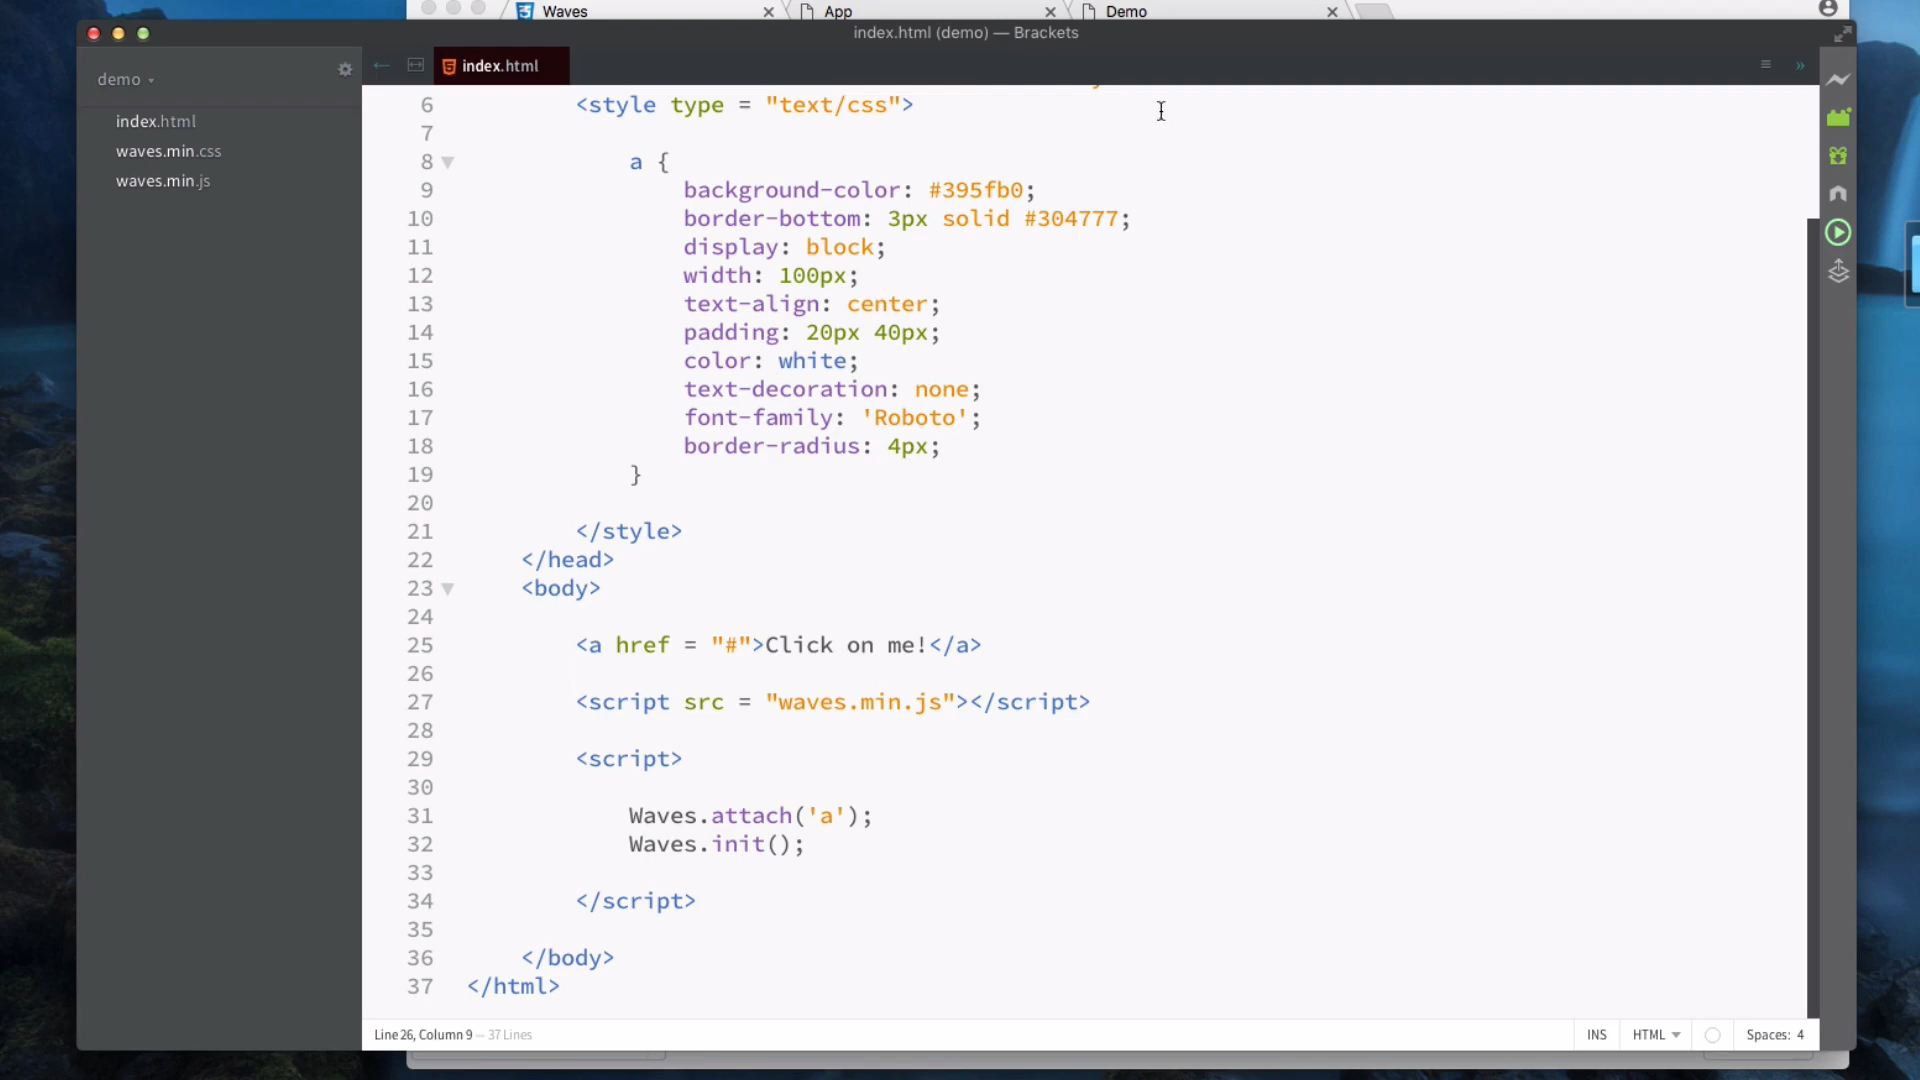 Waves
App
Demo
index.html (demo) — Brackets
demo
index.html
waves.min.css
waves.min.js
index.html
6 <style type = "text/css">
7
8 a {
9 background-color: #395fb0;
10 border-bottom: 3px solid #304777;
11 display: block;
12 width: 100px;
13 text-align: center;
14 padding: 20px 40px;
15 color: white;
16 text-decoration: none;
17 font-family: 'Roboto';
18 border-radius: 4px;
19 }
20
21 </style>
22 </head>
23 <body>
24
25 <a href = "#">Click on me!</a>
26
27 <script src = "waves.min.js"></script>
28
29 <script>
30
31 Waves.attach('a');
32 Waves.init();
33
34 </script>
35
36 </body>
37 </html>
Line 26, Column 9 — 37 Lines
INS
HTML
Spaces: 4